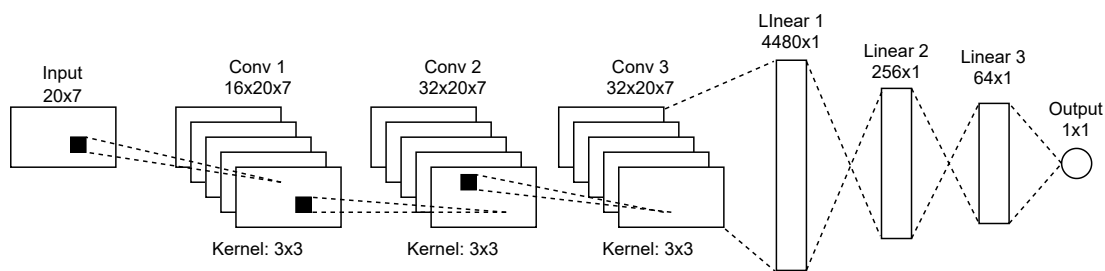 Input
20x7
Conv 1
16x20x7
Kernel: 3x3
Conv 2
32x20x7
Kernel: 3x3
Conv 3
32x20x7
Kernel: 3x3
LInear 1
4480x1
Linear 2
256x1
Linear 3
64x1
Output
1x1